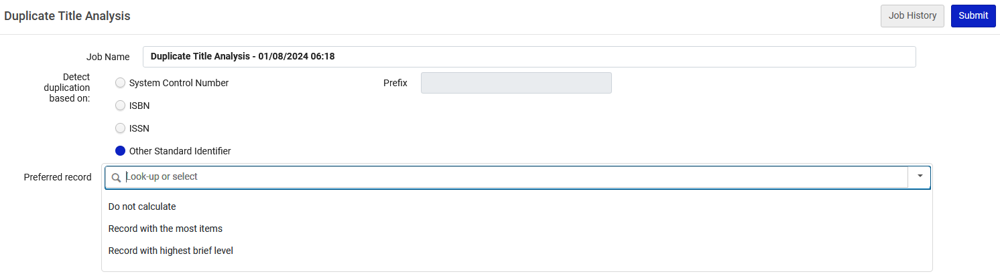 Duplicate Title Analysis
Job History
Submit
Job Name
Duplicate Title Analysis - 01/08/2024 06:18
Detect
duplication
based on:
System Control Number
Prefix
ISBN
ISSN
Other Standard Identifier
Preferred record
Look-up or select
Do not calculate
Record with the most items
Record with highest brief level